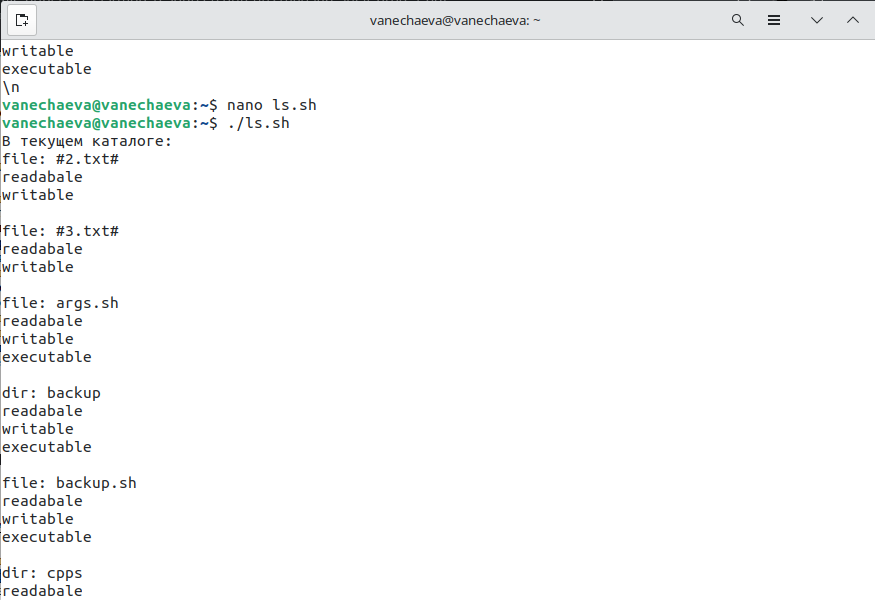 vanechaeva@vanechaeva: ~
writable
executable
\n
vanechaeva@vanechaeva:~$ nano ls.sh
vanechaeva@vanechaeva:~$ ./ls.sh
В текущем каталоге:
file: #2.txt#
readabale
writable
file: #3.txt#
readabale
writable
file: args.sh
readabale
writable
executable
dir: backup
readabale
writable
executable
file: backup.sh
readabale
writable
executable
dir: cpps
readabale